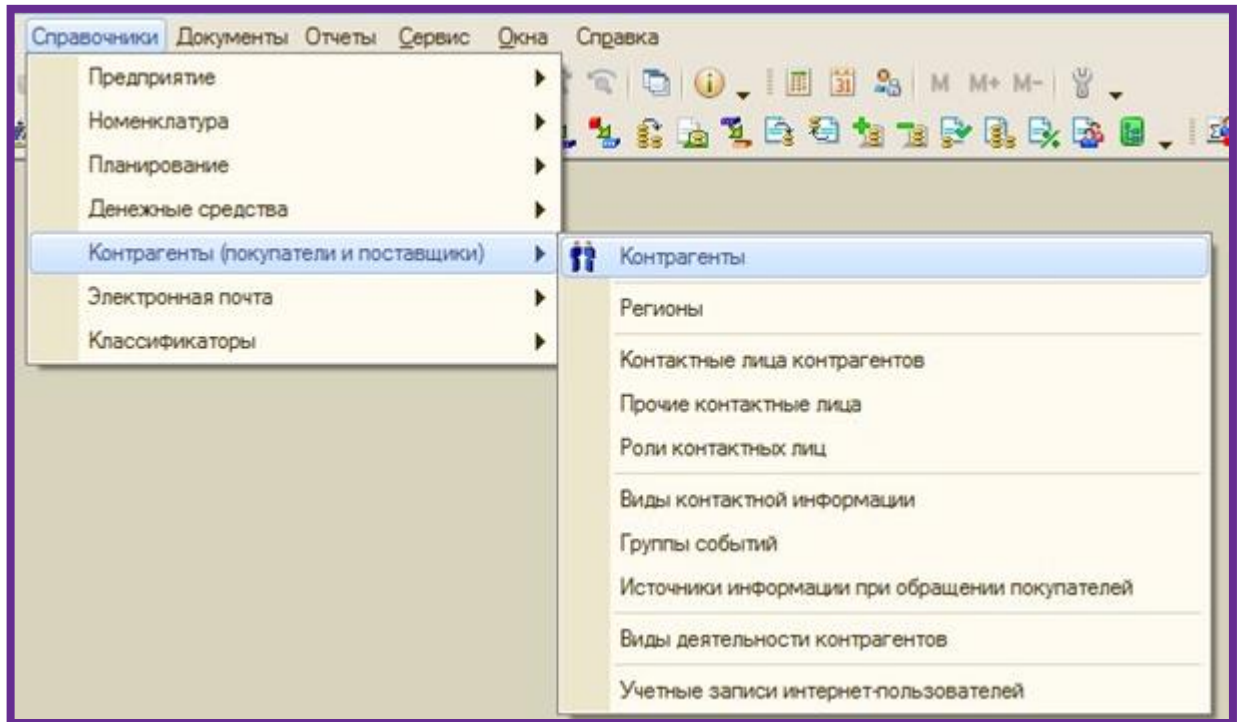 Справочники Документы Отчеты Сервис Окна Справка
Предприятие
M M+ M-
31
Номенклатура
Планирование
Денежные средства
Контрагенты (покупатели и поставщики)
Электронная почта
Классификаторы
Контрагенты
Регионы
Контактные лица контрагентов
Прочие контактные лица
Роли контактных лиц
Виды контактной информации
Группы событий
Источники информации при обращении покупателей
Виды деятельности контрагентов
Учетные записи интернет-пользователей